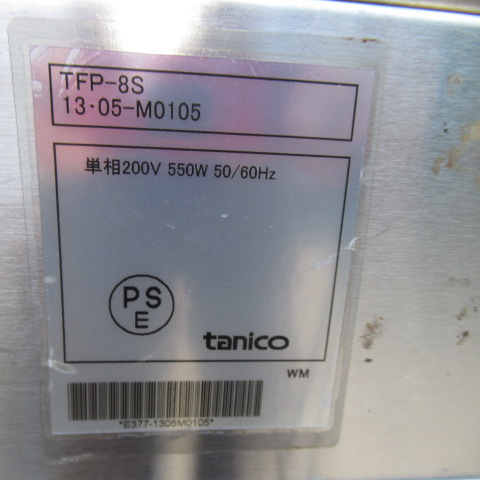 TFP-8S
13・05-M0105
単相200V 550W 50/60Hz
PS
E
tanico
WM
*E377-1305M0105*